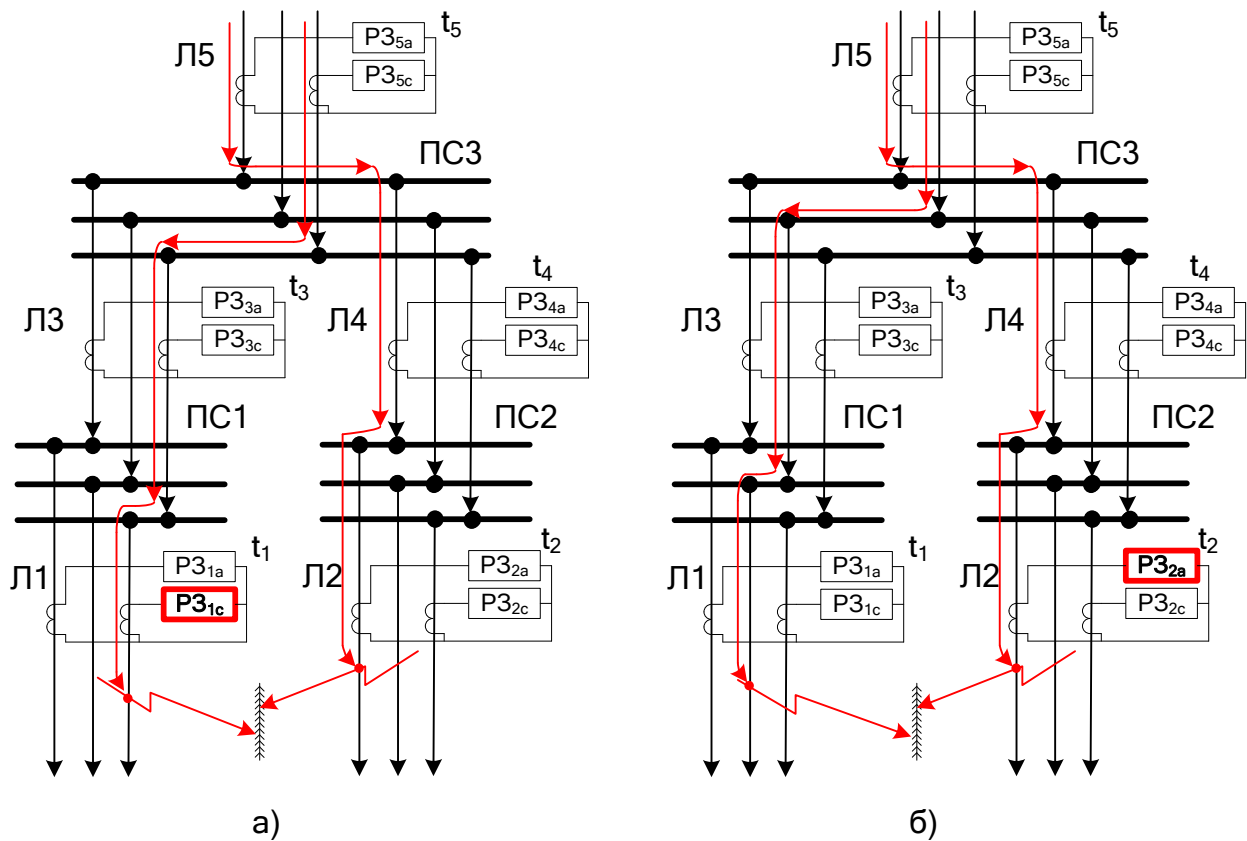 Л5
РЗ5а
РЗ5с
t5
ПС3
Л3
РЗ3а
РЗ3с
t3
Л4
РЗ4а
РЗ4с
t4
ПС1
ПС2
Л1
РЗ1а
РЗ1с
t1
Л2
РЗ2а
РЗ2с
t2
а)
Л5
РЗ5а
РЗ5с
t5
ПС3
Л3
РЗ3а
РЗ3с
t3
Л4
РЗ4а
РЗ4с
t4
ПС1
ПС2
Л1
РЗ1а
РЗ1с
t1
Л2
РЗ2а
РЗ2с
t2
б)